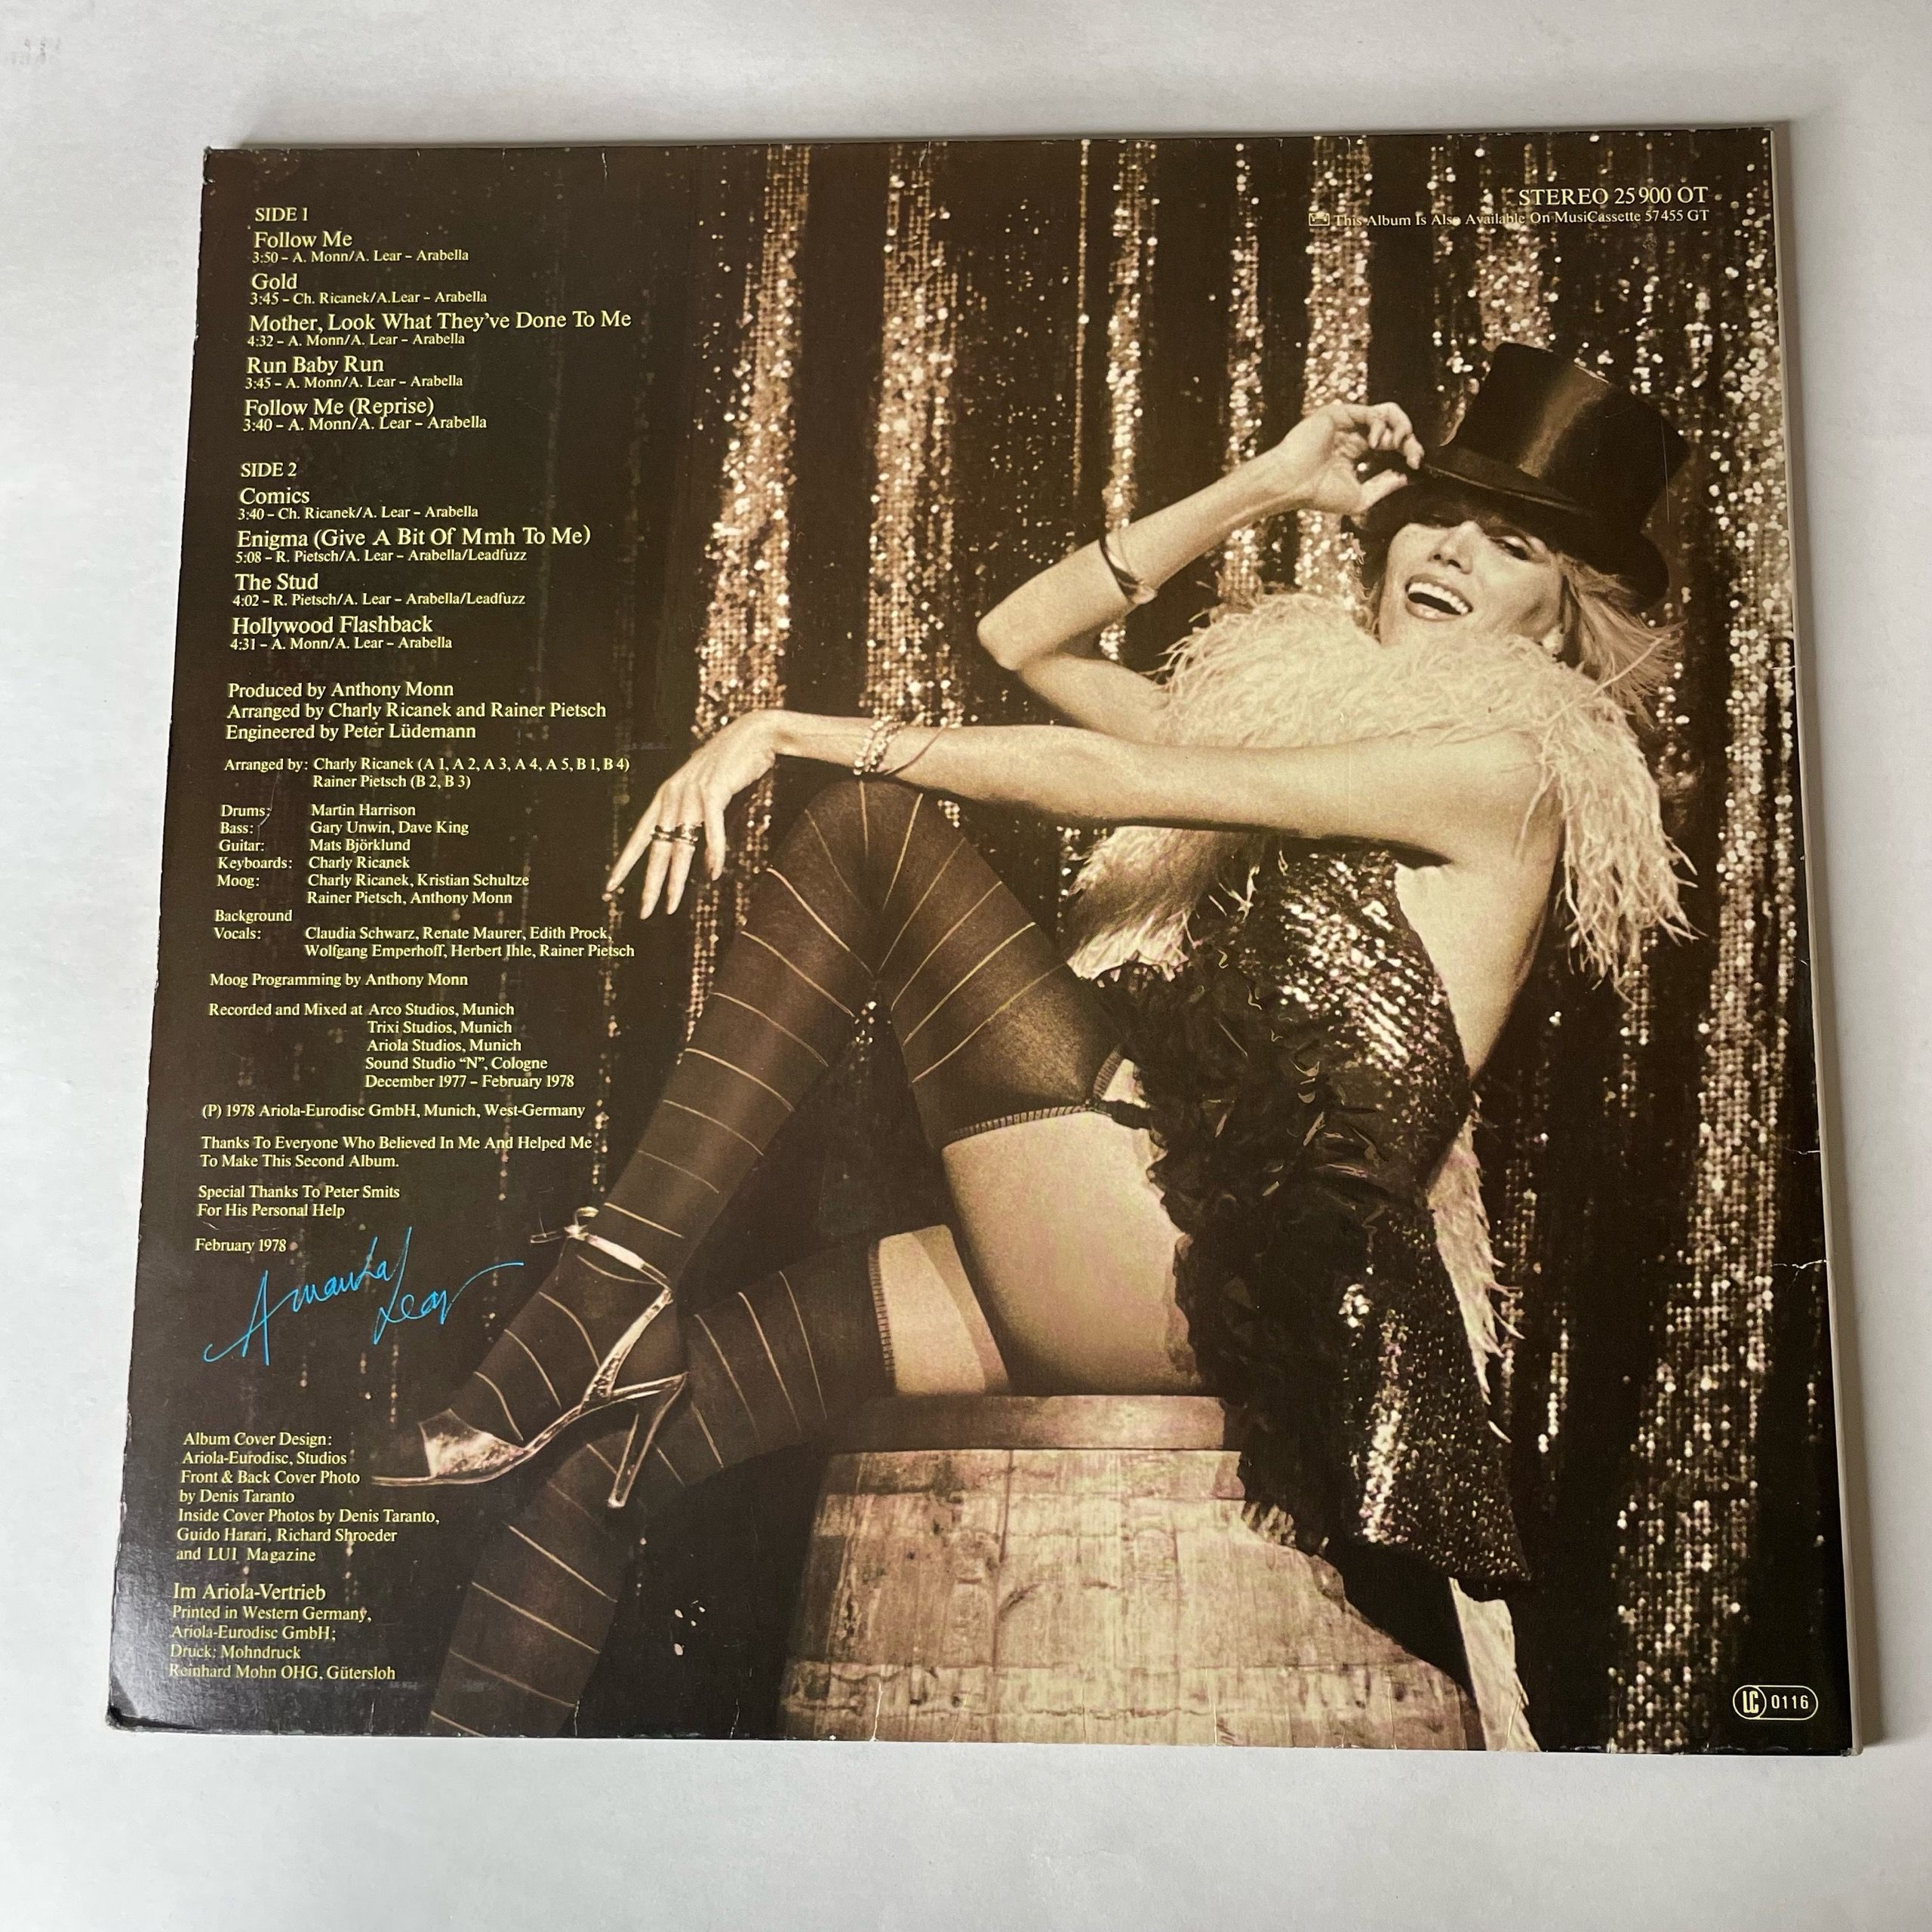 SIDE 1
Follow Me
3:50 – A. Monn/A. Lear – Arabella
Gold
3:45 – Ch. Ricanek/A.Lear – Arabella
Mother, Look What They've Done To Me
4:32 – A. Monn/A. Lear – Arabella
Run Baby Run
3:45 – A. Monn/A. Lear – Arabella
Follow Me (Reprise)
3:40 – A. Monn/A. Lear – Arabella
SIDE 2
Comics
3:40 – Ch. Ricanek/A. Lear – Arabella
Enigma (Give A Bit Of Mmh To Me)
5:08 – R. Pietsch/A. Lear – Arabella/Leadfuzz
The Stud
4:02 – R. Pietsch/A. Lear – Arabella/Leadfuzz
Hollywood Flashback
4:31 – A. Monn/A. Lear – Arabella
Produced by Anthony Monn
Arranged by Charly Ricanek and Rainer Pietsch
Engineered by Peter Lüdemann
Arranged by: Charly Ricanek (A 1, A 2, A 3, A 4, A 5, B 1, B 4)
Rainer Pietsch (B 2, B 3)
Drums: Martin Harrison
Bass: Gary Unwin, Dave King
Guitar: Mats Björklund
Keyboards: Charly Ricanek
Moog: Charly Ricanek, Kristian Schultze
Rainer Pietsch, Anthony Monn
Background
Vocals: Claudia Schwarz, Renate Maurer, Edith Prock,
Wolfgang Emperhoff, Herbert Ihle, Rainer Pietsch
Moog Programming by Anthony Monn
Recorded and Mixed at Arco Studios, Munich
Trixi Studios, Munich
Ariola Studios, Munich
Sound Studio “N”, Cologne
December 1977 – February 1978
(P) 1978 Ariola-Eurodisc GmbH, Munich, West-Germany
Thanks To Everyone Who Believed In Me And Helped Me
To Make This Second Album.
Special Thanks To Peter Smits
For His Personal Help
February 1978
Amanda
Lear
Album Cover Design:
Ariola-Eurodisc, Studios
Front & Back Cover Photo
by Denis Taranto
Inside Cover Photos by Denis Taranto,
Guido Harari, Richard Shroeder
and LUI Magazine
Im Ariola-Vertrieb
Printed in Western Germany,
Ariola-Eurodisc GmbH;
Druck: Mohndruck
Reinhard Mohn OHG, Gütersloh
STEREO 25 900 OT
This Album Is Also Available On MusiCassette 57 455 GT
LC 0116